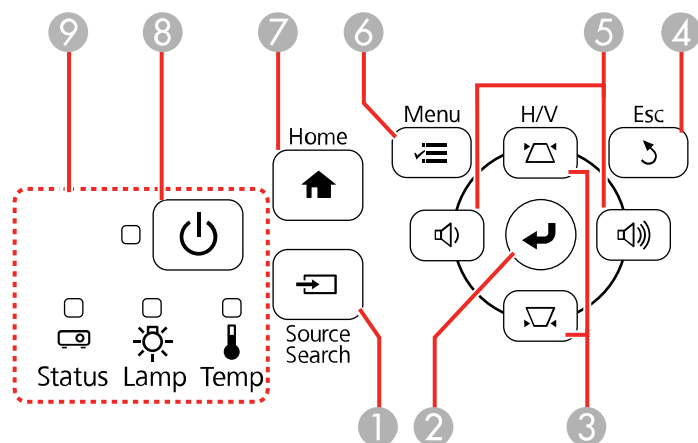 9 8 7 6 5 4
Menu H/V Esc
Home
Source
Search
Status Lamp Temp
1 2 3